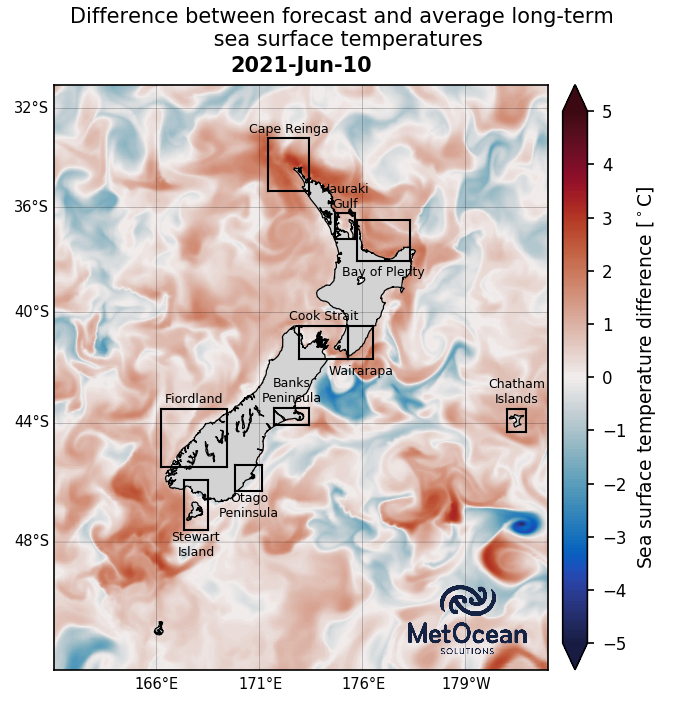 Difference between forecast and average long-term
sea surface temperatures
2021-Jun-10
32°S
36°S
40°S
44°S
48°S
166°E
171°E
176°E
179°W
Cape Reinga
Hauraki
Gulf
Bay of Plenty
Cook Strait
Wairarapa
Banks
Peninsula
Fiordland
Chatham
Islands
Otago
Peninsula
Stewart
Island
MetOcean
SOLUTIONS
5
4
3
2
1
0
−1
−2
−3
−4
−5
Sea surface temperature difference [°C]